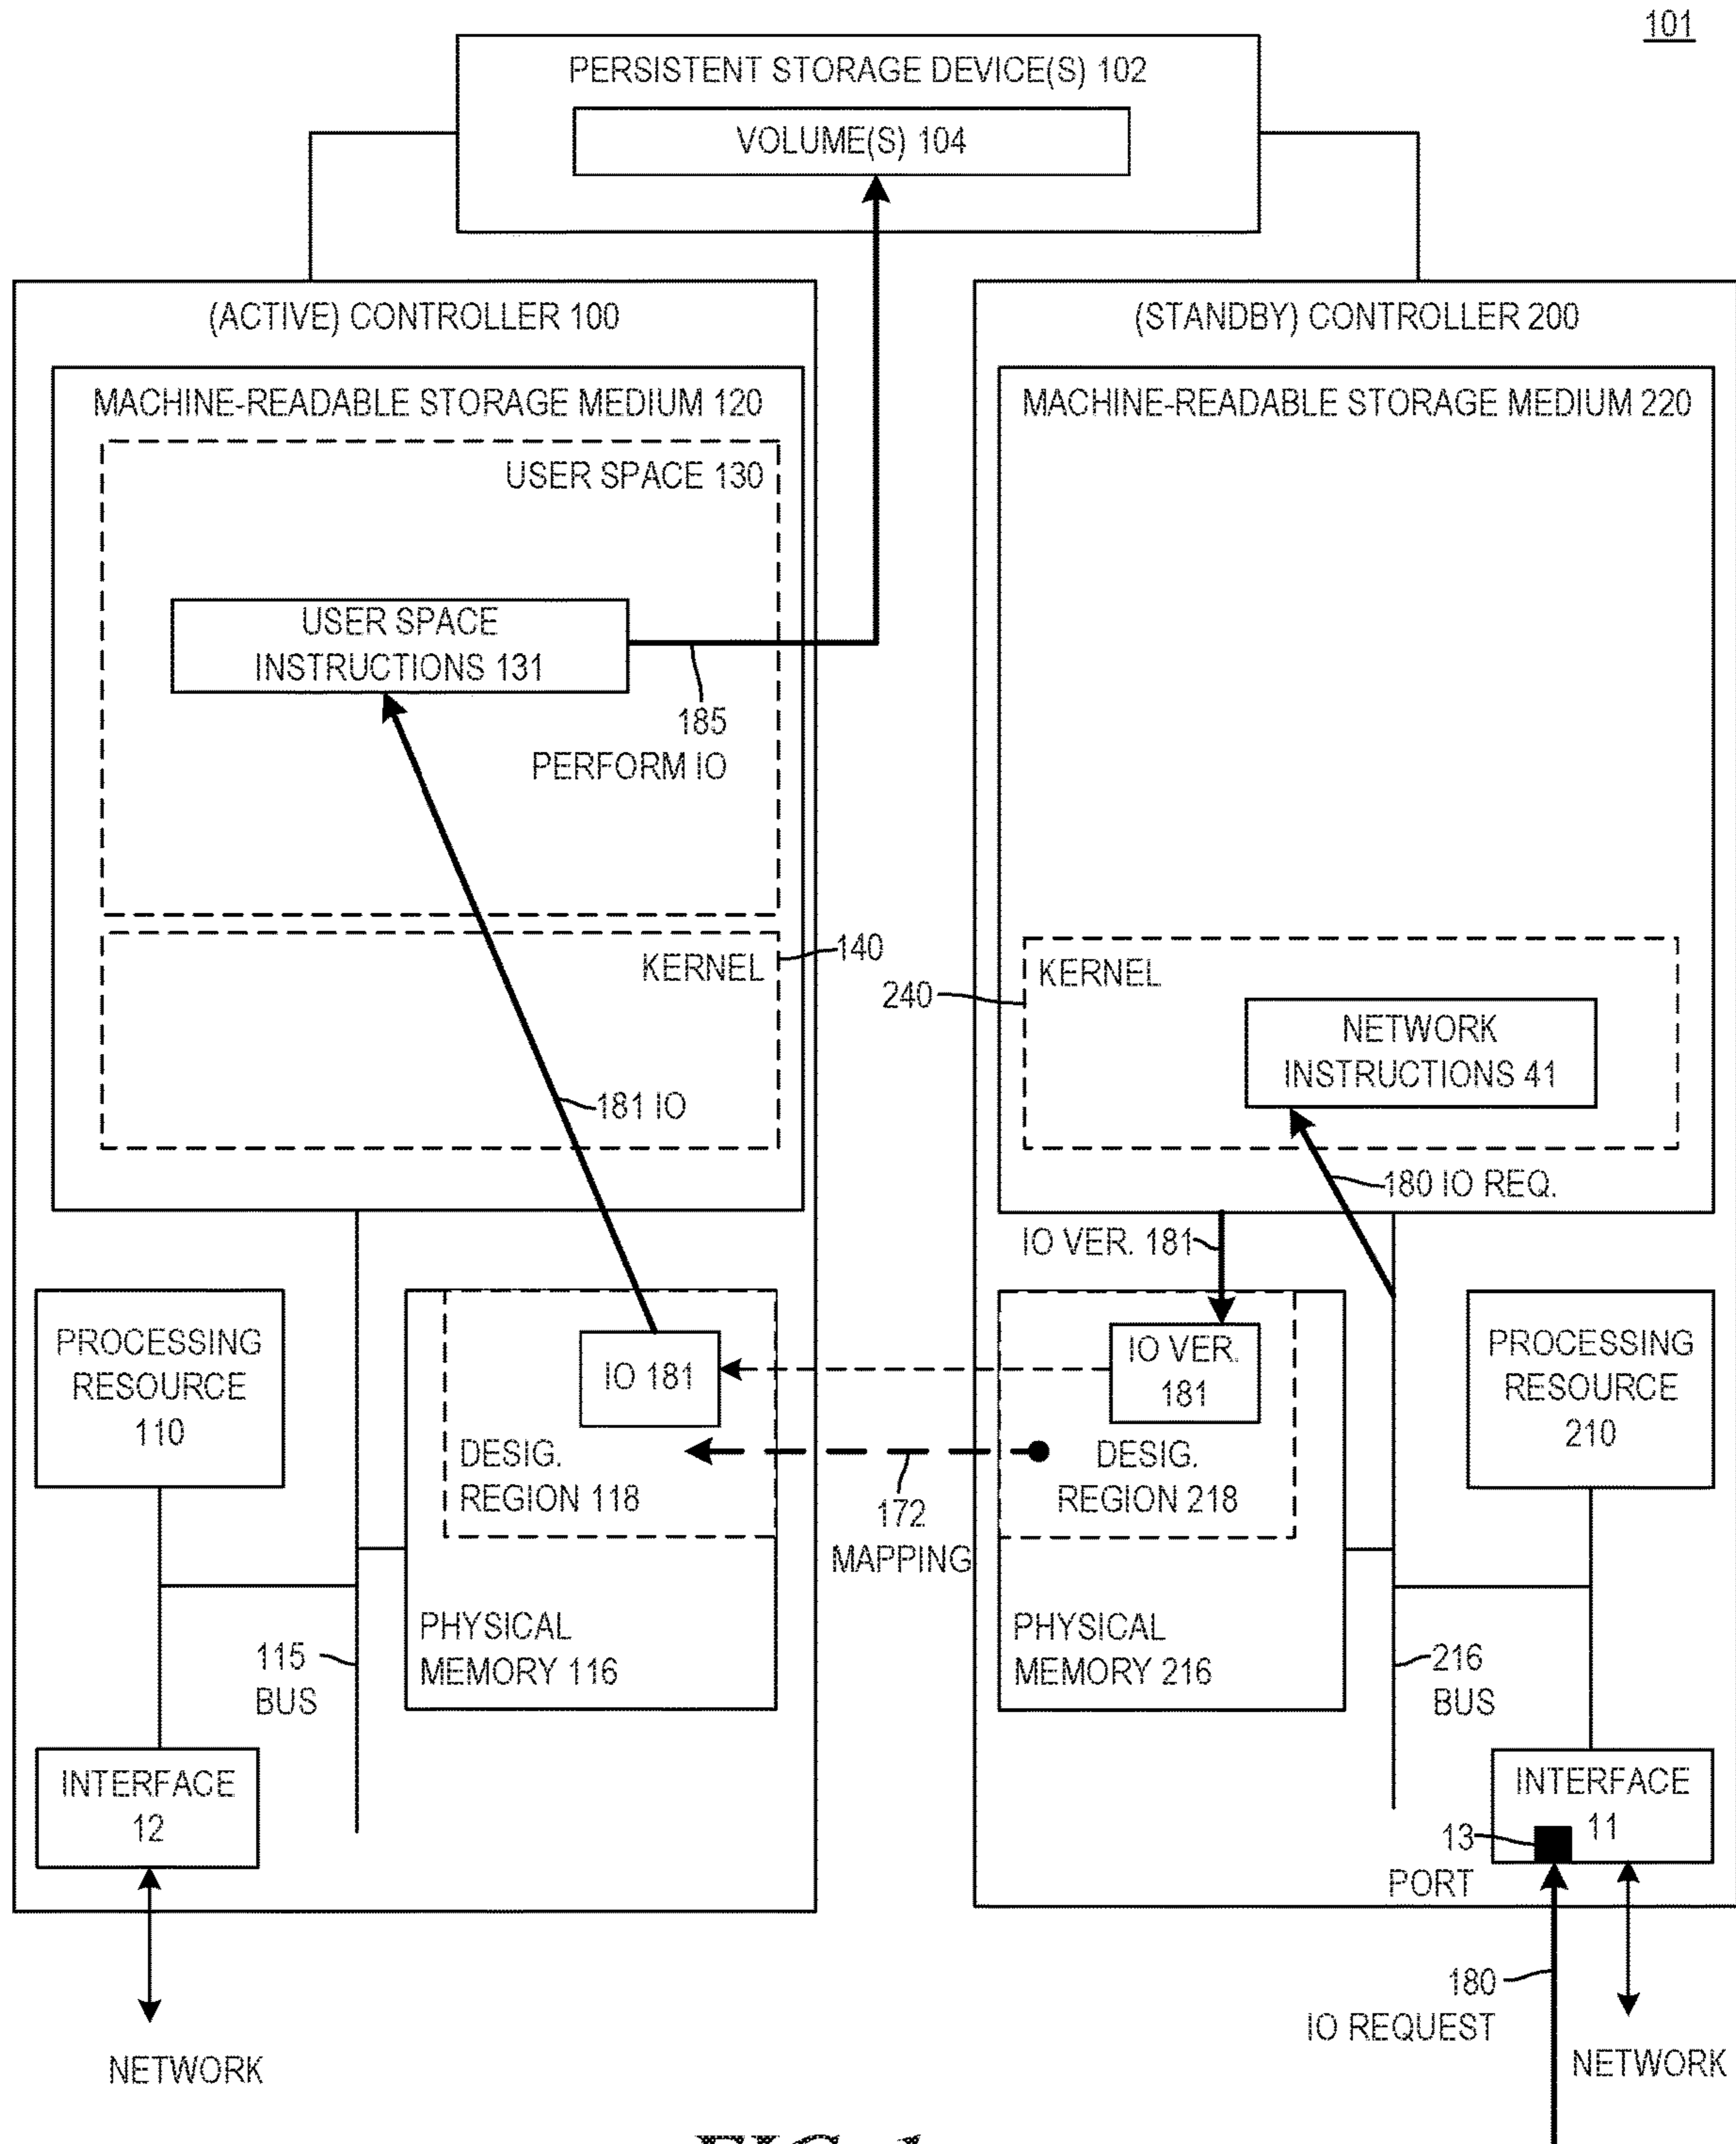 101
PERSISTENT STORAGE DEVICE(S) 102
VOLUME(S) 104
(ACTIVE) CONTROLLER 100
MACHINE-READABLE STORAGE MEDIUM 120
USER SPACE 130
USER SPACE
INSTRUCTIONS 131
185
PERFORM IO
KERNEL
140
181 IO
PROCESSING
RESOURCE
110
IO 181
DESIG.
REGION 118
PHYSICAL
MEMORY 116
115
BUS
INTERFACE
12
NETWORK
172
MAPPING
(STANDBY) CONTROLLER 200
MACHINE-READABLE STORAGE MEDIUM 220
240
KERNEL
NETWORK
INSTRUCTIONS 41
180 IO REQ.
IO VER. 181
IO VER.
181
DESIG.
REGION 218
PHYSICAL
MEMORY 216
PROCESSING
RESOURCE
210
216
BUS
INTERFACE
11
13
PORT
180
IO REQUEST
NETWORK